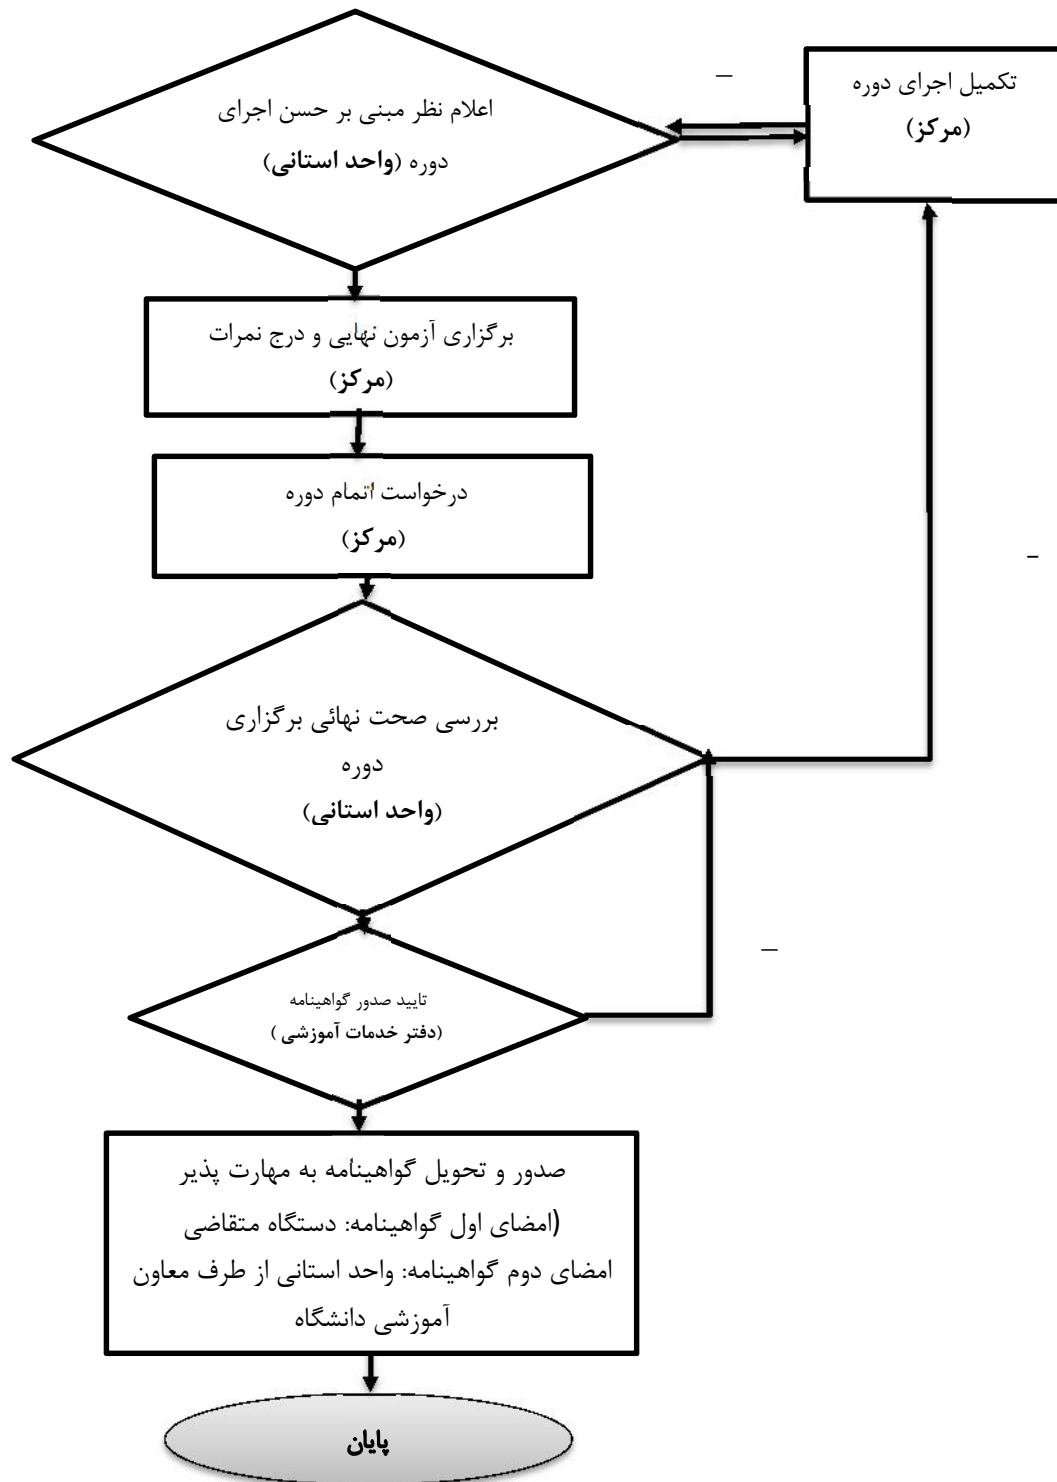 اعلام نظر مبنی بر حسن اجرای
دوره (واحد استانی)
–
تکمیل اجرای دوره
(مرکز)
برگزاری آزمون نهایی و درج نمرات
(مرکز)
درخواست اتمام دوره
(مرکز)
-
بررسی صحت نهائی برگزاری
دوره
(واحد استانی)
–
تایید صدور گواهینامه
(دفتر خدمات آموزشی )
صدور و تحویل گواهینامه به مهارت پذیر
(امضای اول گواهینامه: دستگاه متقاضی
امضای دوم گواهینامه: واحد استانی از طرف معاون
آموزشی دانشگاه
پایان